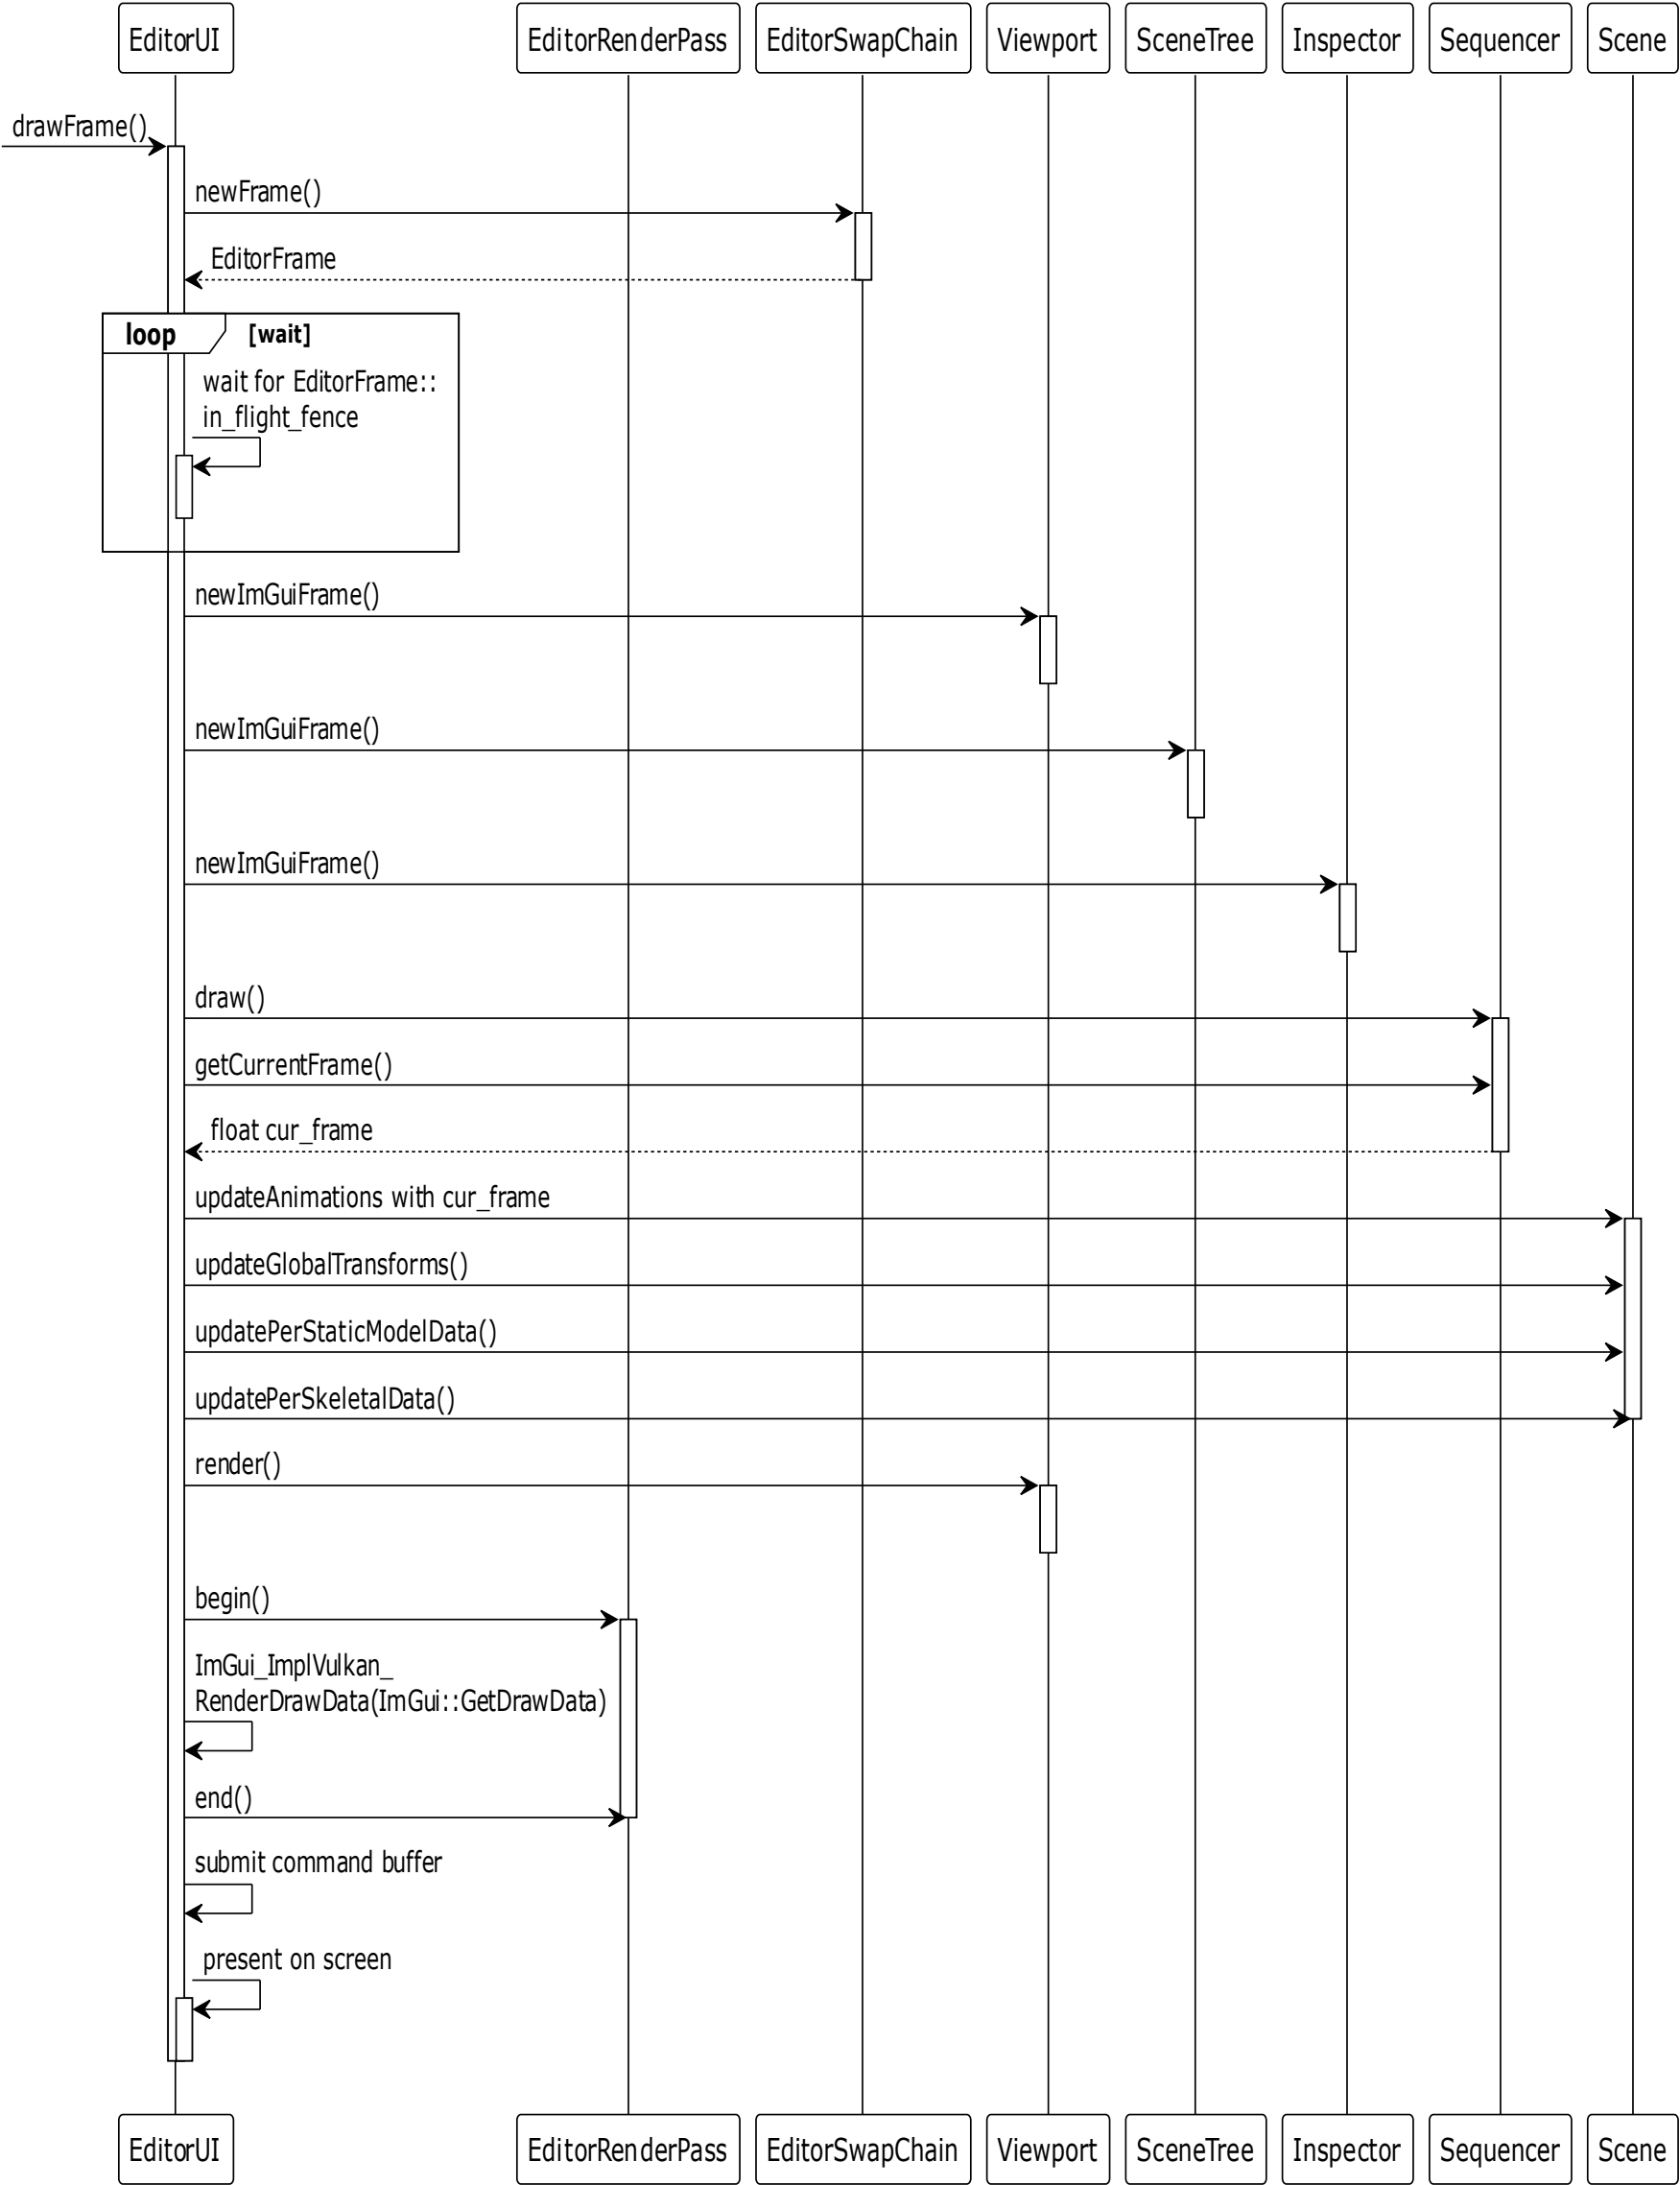 EditorUI
EditorRenderPass
EditorSwapChain
Viewport
SceneTree
Inspector
Sequencer
Scene
drawFrame()
newFrame()
EditorFrame
loop
[wait]
wait for EditorFrame::
in_flight_fence
newImGuiFrame()
newImGuiFrame()
newImGuiFrame()
draw()
getCurrentFrame()
float cur_frame
updateAnimations with cur_frame
updateGlobalTransforms()
updatePerStaticModelData()
updatePerSkeletalData()
render()
begin()
ImGui_ImplVulkan_
RenderDrawData(ImGui::GetDrawData)
end()
submit command buffer
present on screen
EditorUI
EditorRenderPass
EditorSwapChain
Viewport
SceneTree
Inspector
Sequencer
Scene